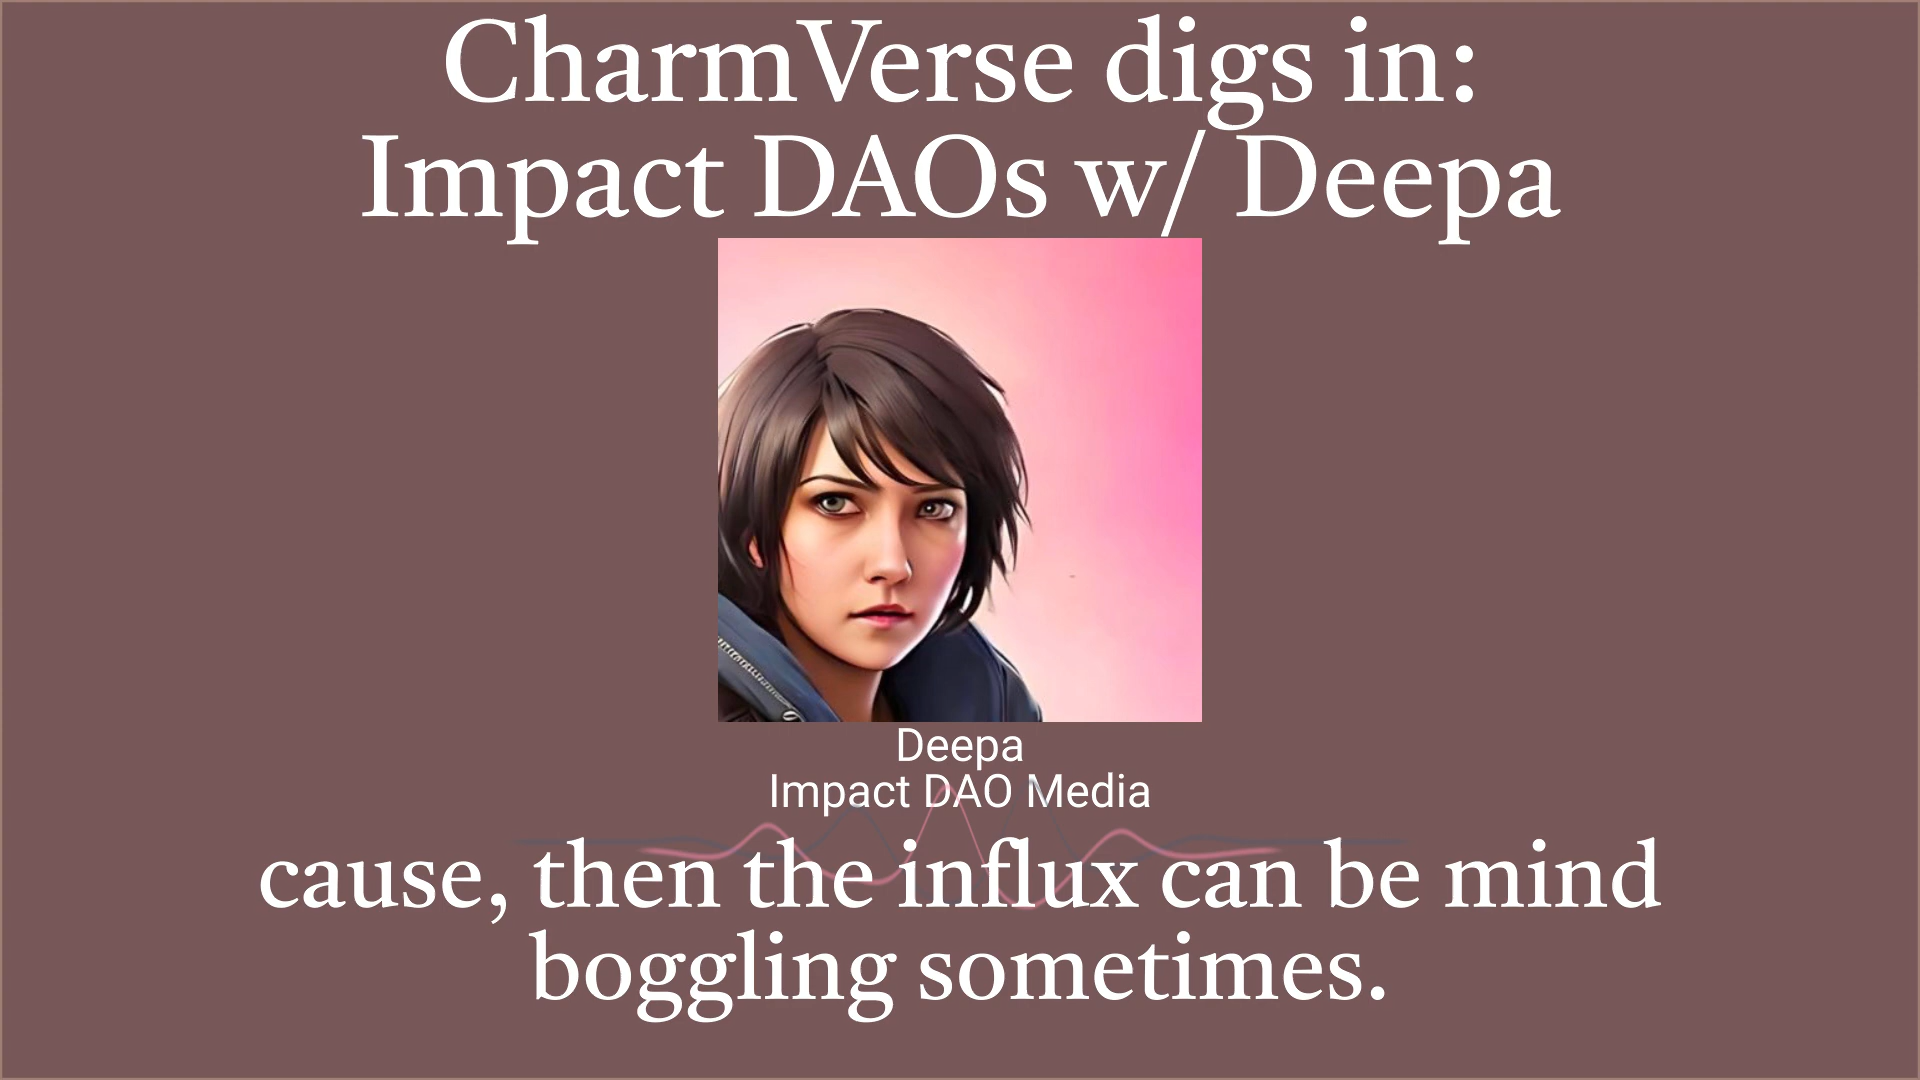 CharmVerse digs in:
Impact DAOs w/ Deepa
Deepa
Impact DAO Media
cause, then the influx can be mind
boggling sometimes.